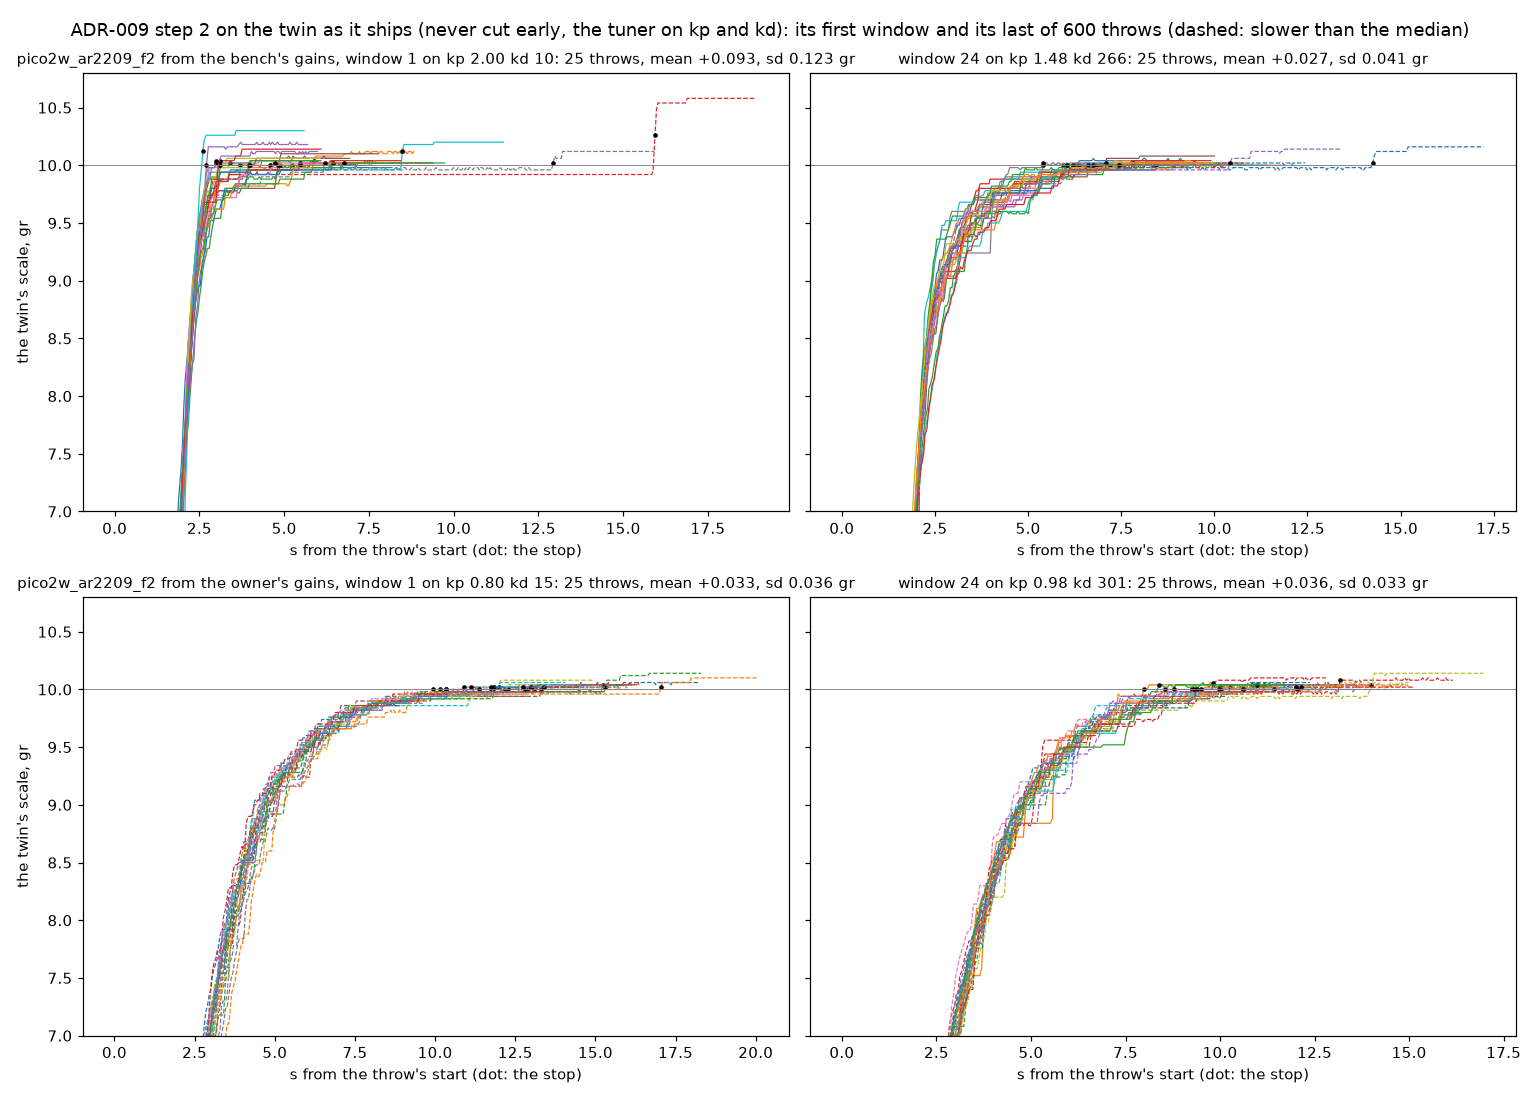 ADR-009 step 2 on the twin as it ships (never cut early, the tuner on kp and kd): its first window and its last of 600 throws (dashed: slower than the median)
pico2w_ar2209_f2 from the bench's gains, window 1 on kp 2.00 kd 10: 25 throws, mean +0.093, sd 0.123 gr
window 24 on kp 1.48 kd 266: 25 throws, mean +0.027, sd 0.041 gr
the twin's scale, gr
10.5
10.0
9.5
9.0
8.5
8.0
7.5
7.0
0.0 2.5 5.0 7.5 10.0 12.5 15.0 17.5
s from the throw's start (dot: the stop)
0.0 2.5 5.0 7.5 10.0 12.5 15.0 17.5
s from the throw's start (dot: the stop)
pico2w_ar2209_f2 from the owner's gains, window 1 on kp 0.80 kd 15: 25 throws, mean +0.033, sd 0.036 gr
window 24 on kp 0.98 kd 301: 25 throws, mean +0.036, sd 0.033 gr
the twin's scale, gr
10.5
10.0
9.5
9.0
8.5
8.0
7.5
7.0
0.0 2.5 5.0 7.5 10.0 12.5 15.0 17.5 20.0
s from the throw's start (dot: the stop)
0.0 2.5 5.0 7.5 10.0 12.5 15.0 17.5
s from the throw's start (dot: the stop)